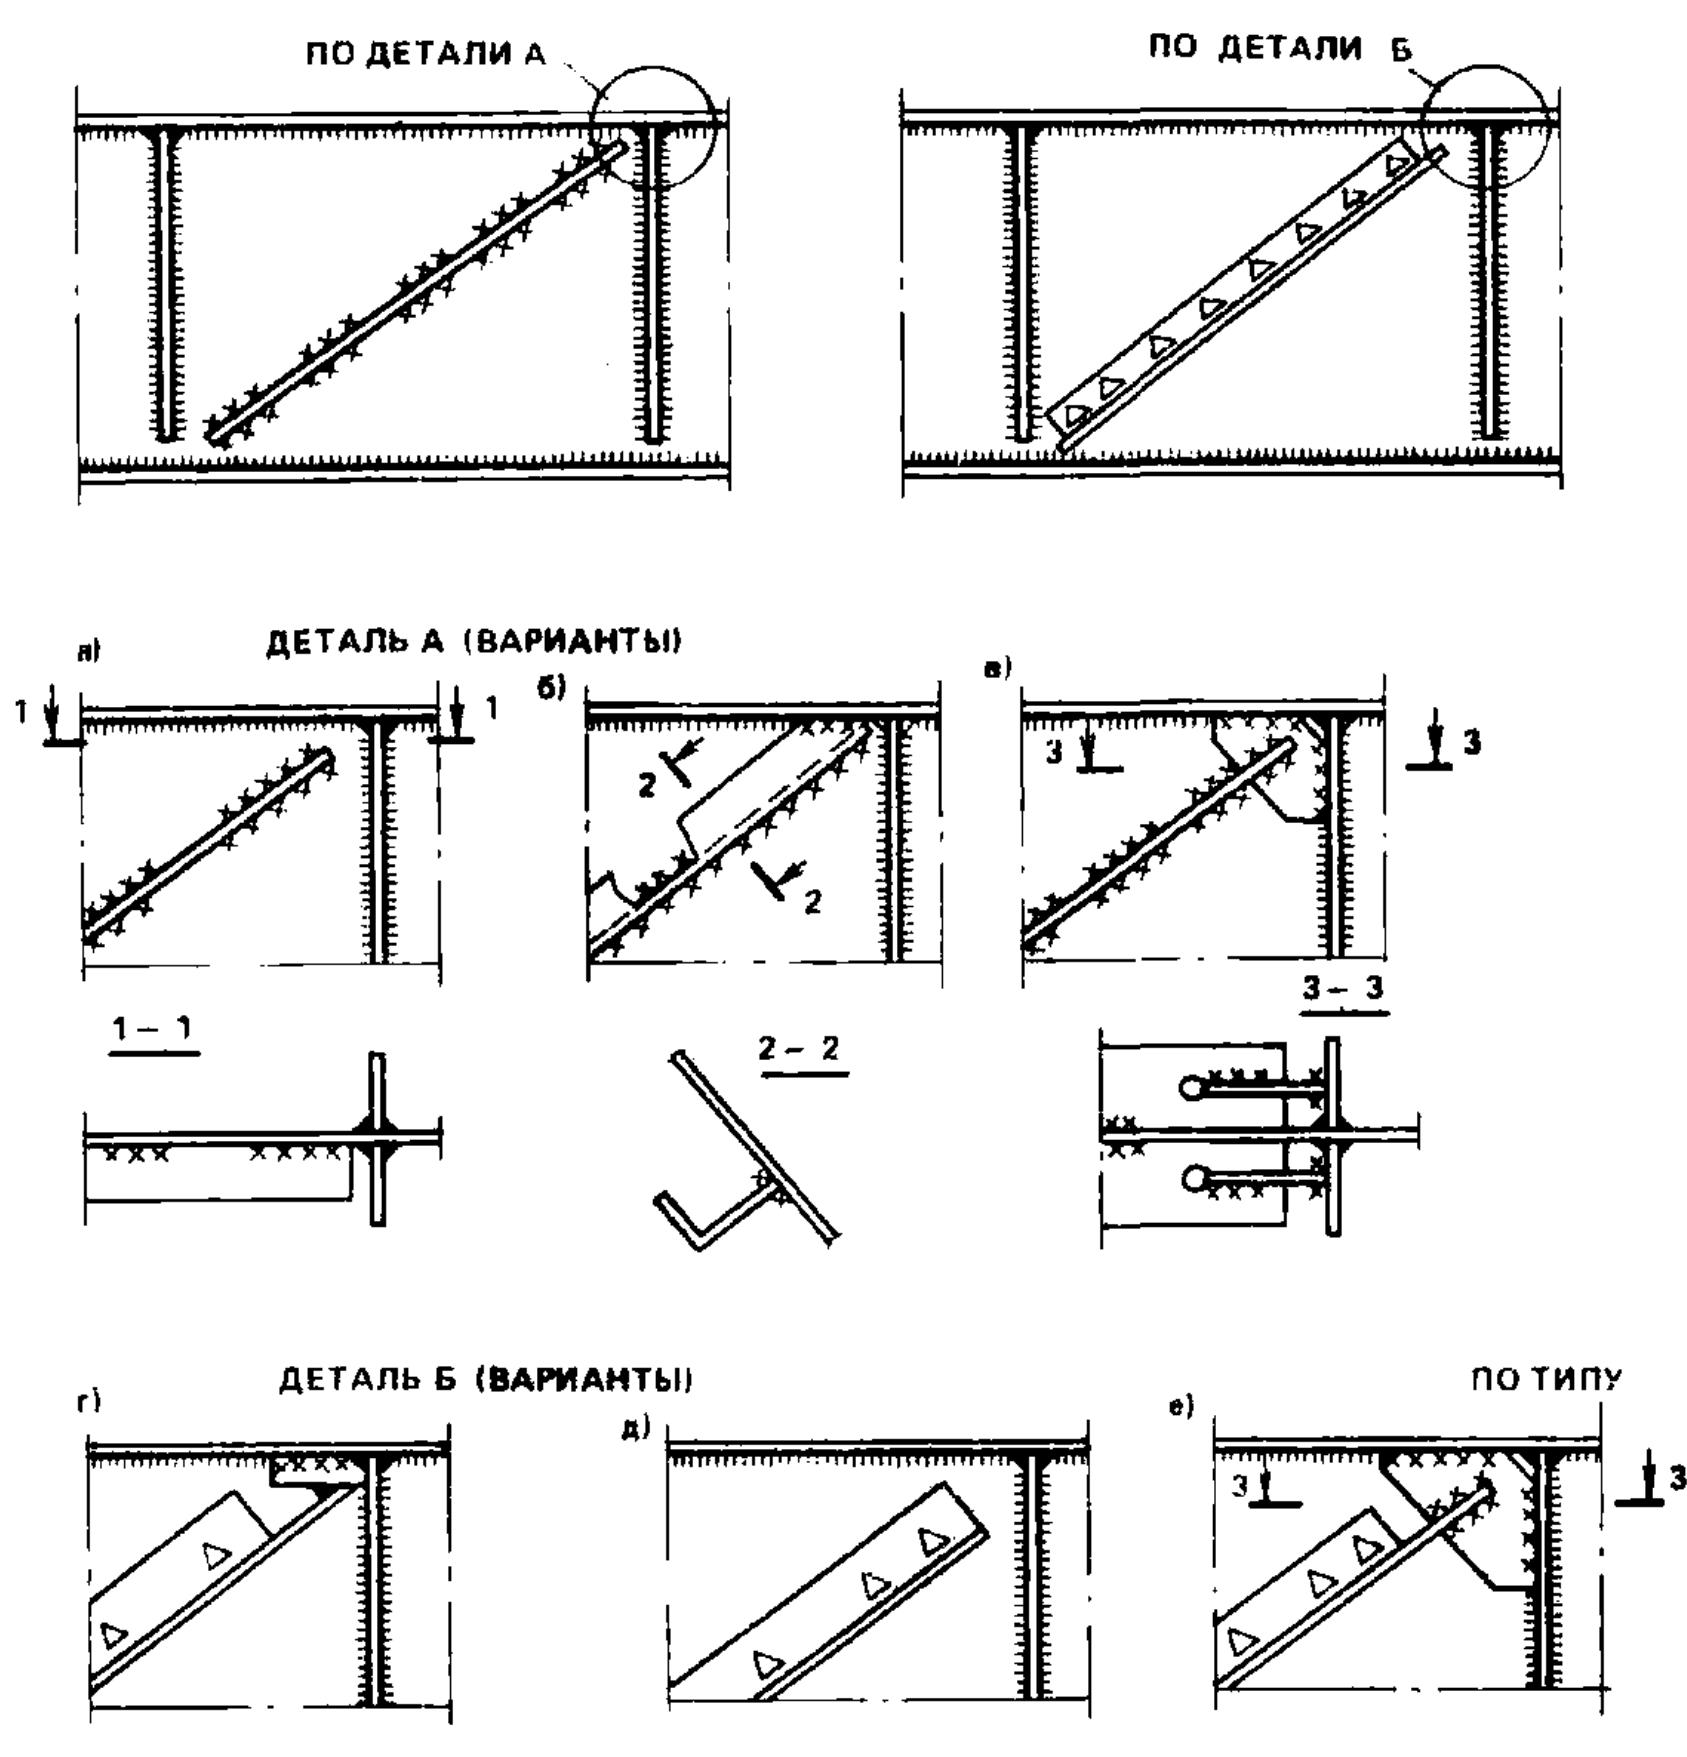 ПО ДЕТАЛИ А
ПО ДЕТАЛИ Б
а)
ДЕТАЛЬ А (ВАРИАНТЫ)
б)
в)
1
1
2
2
3
3
1 – 1
2 – 2
3 – 3
г)
ДЕТАЛЬ Б (ВАРИАНТЫ)
д)
е)
ПО ТИПУ
3
3